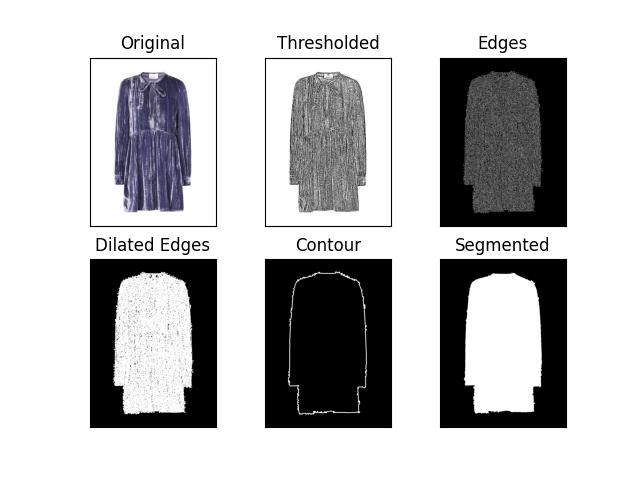 Original
Thresholded
Edges
Dilated Edges
Contour
Segmented